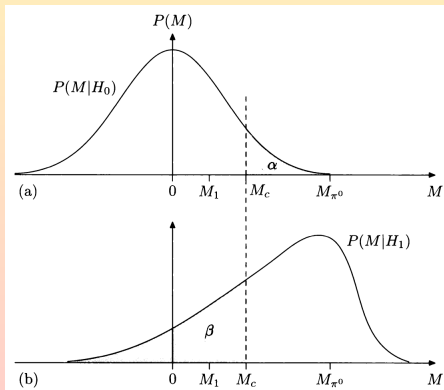 P(M)
P(M|H₀)
α
(a) 0 M₁ M_c M_π⁰ M
P(M|H₁)
β
(b) 0 M₁ M_c M_π⁰ M